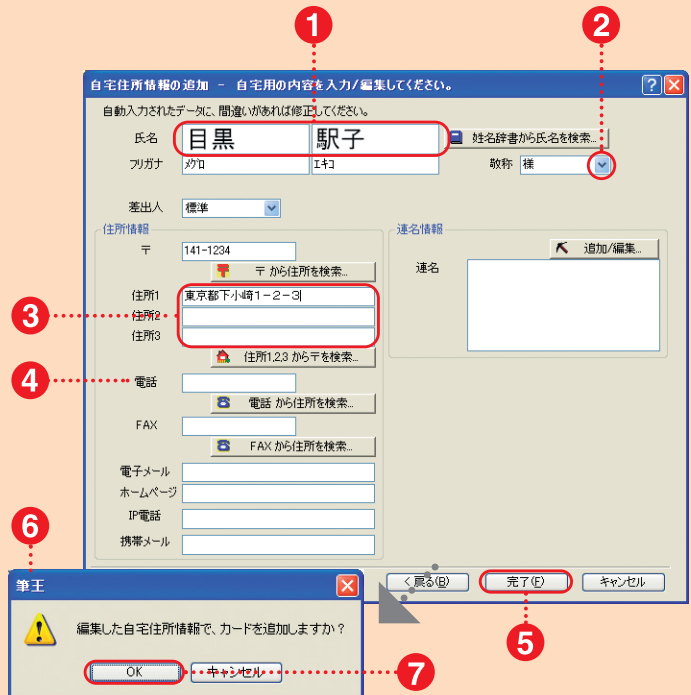 1
2
自宅住所情報の追加 - 自宅用の内容を入力/編集してください。
自動入力されたデータに、間違いがあれば修正してください。
氏名 目黒 駅子 姓名辞書から氏名を検索...
フリガナ ﾒｸﾞﾛ ｴｷｺ 敬称 様
差出人 標準
住所情報
〒 141-1234
〒 から住所を検索...
3
住所1 東京都下小崎1-2-3
住所2
住所3
住所1,2,3 から〒を検索...
4
電話
電話 から住所を検索...
FAX
FAX から住所を検索...
電子メール
ホームページ
IP電話
携帯メール
連名情報
追加/編集...
連名
< 戻る(B) 完了(F) キャンセル
5
6
筆王
編集した自宅住所情報で、カードを追加しますか?
OK キャンセル
7